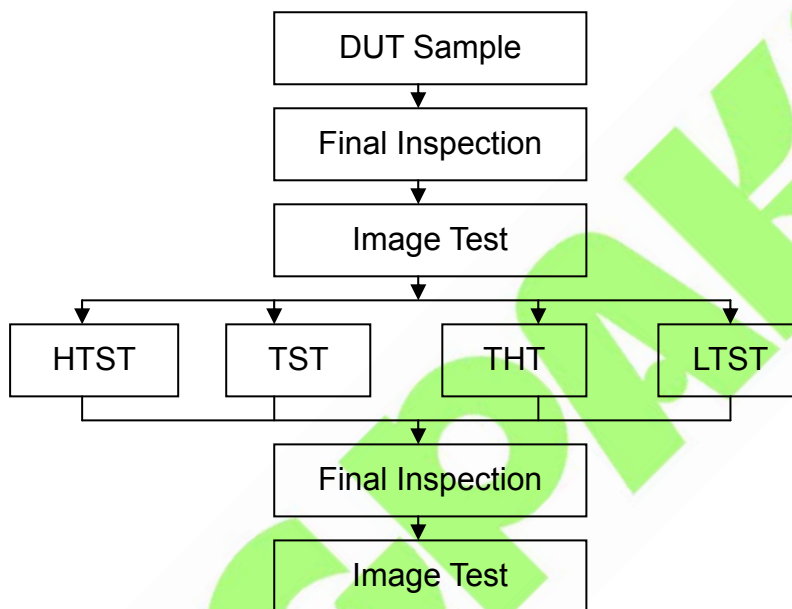 DUT Sample
Final Inspection
Image Test
HTST TST THT LTST
Final Inspection
Image Test